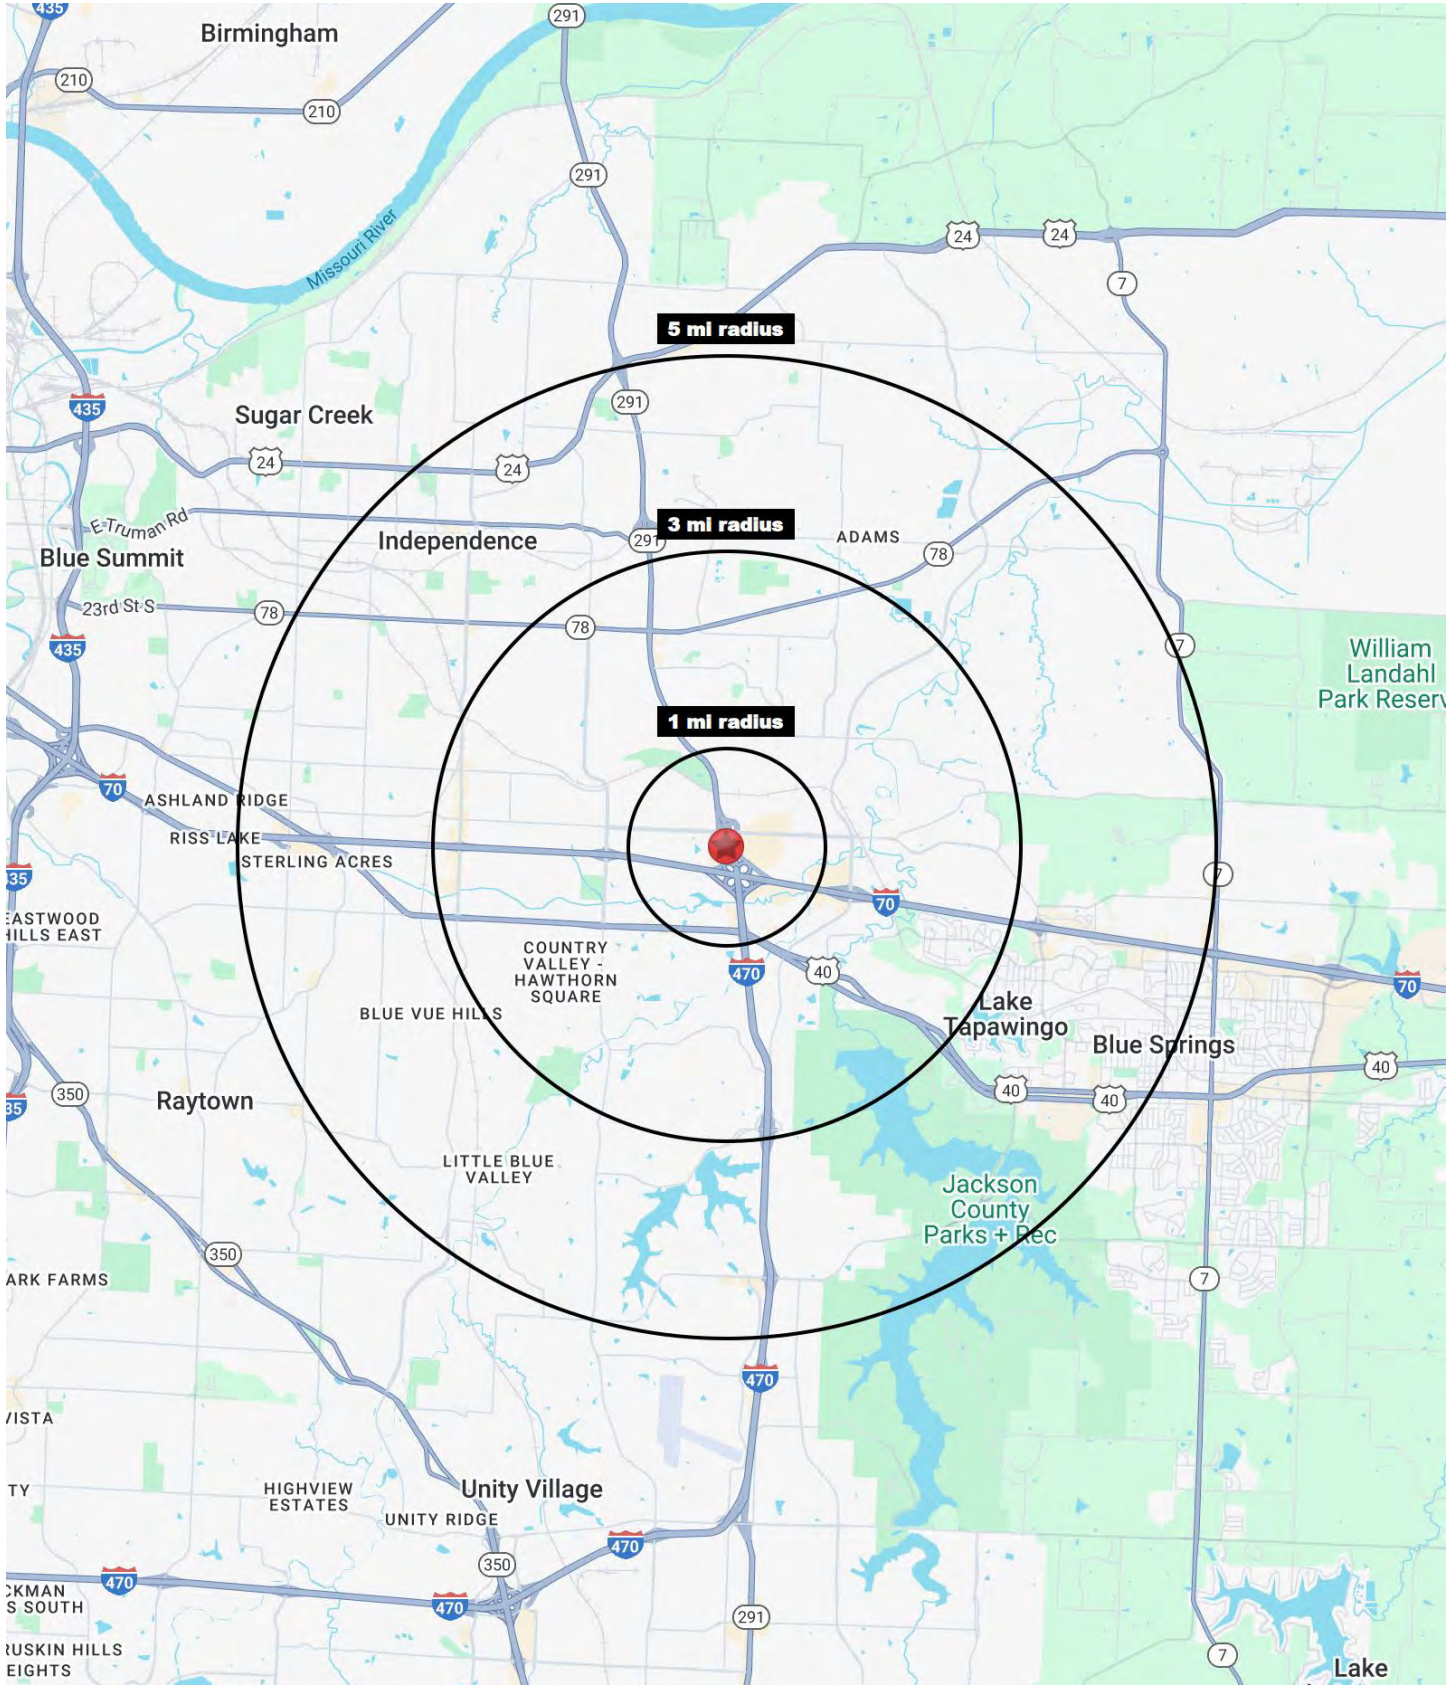 435
Birmingham
291
210
210
291
Missouri River
24
24
7
5 mi radius
435
291
Sugar Creek
24
24
E Truman Rd
3 mi radius
Independence
291
ADAMS
78
Blue Summit
23rd St S
78
78
435
7
William
Landahl
Park Reserv
1 mi radius
70
ASHLAND RIDGE
RISS LAKE
STERLING ACRES
35
7
70
EASTWOOD
HILLS EAST
COUNTRY
VALLEY -
HAWTHORN
SQUARE
470
40
70
BLUE VUE HILLS
Lake
Tapawingo
Blue Springs
40
350
35
Raytown
40
40
LITTLE BLUE
VALLEY
Jackson
County
Parks + Rec
350
ARK FARMS
7
470
VISTA
TY
HIGHVIEW
ESTATES
Unity Village
UNITY RIDGE
470
350
470
CKMAN
S SOUTH
470
291
RUSKIN HILLS
EIGHTS
7
Lake